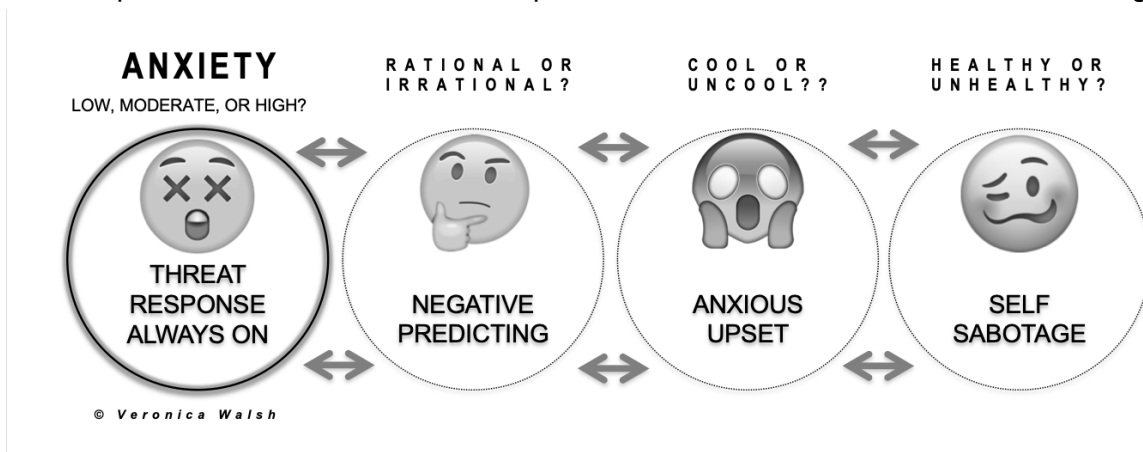 ANXIETY
LOW, MODERATE, OR HIGH?
RATIONAL OR
IRRATIONAL?
COOL OR
UNCOOL??
HEALTHY OR
UNHEALTHY?
THREAT
RESPONSE
ALWAYS ON
NEGATIVE
PREDICTING
ANXIOUS
UPSET
SELF
SABOTAGE
© Veronica Walsh